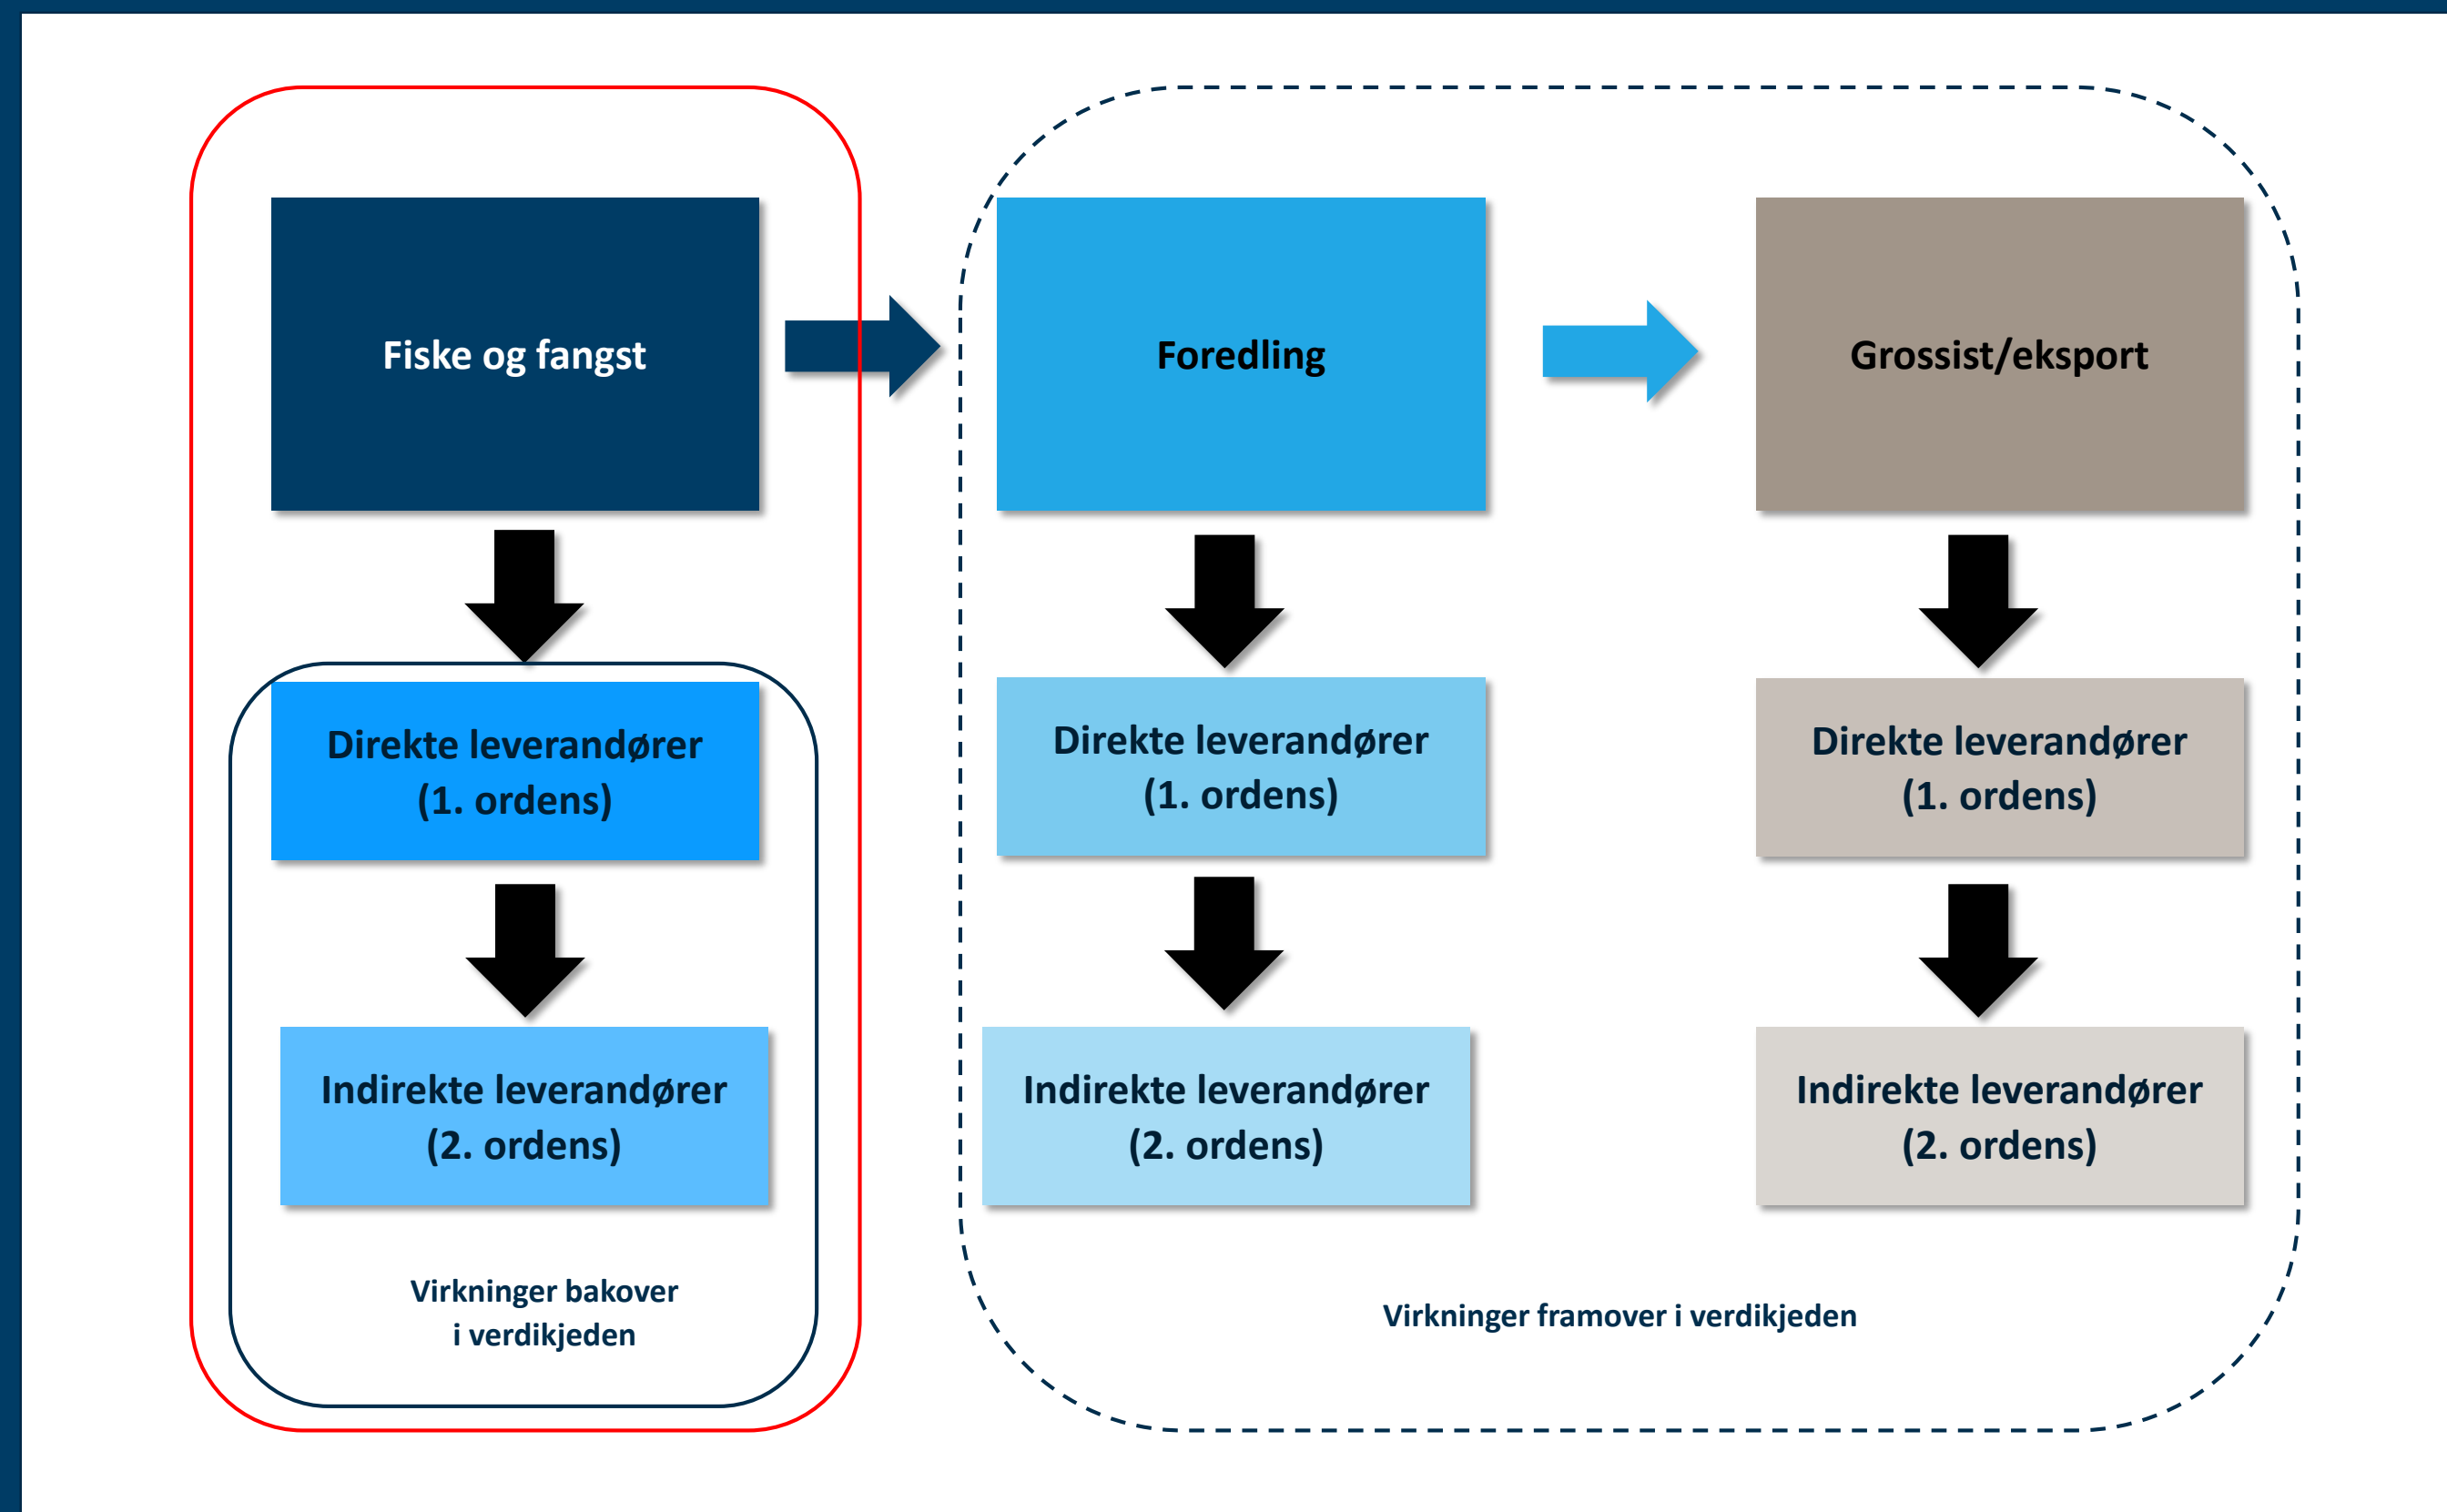 Fiske og fangst
Foredling
Grossist/eksport
Direkte leverandører
(1. ordens)
Direkte leverandører
(1. ordens)
Direkte leverandører
(1. ordens)
Indirekte leverandører
(2. ordens)
Indirekte leverandører
(2. ordens)
Indirekte leverandører
(2. ordens)
Virkninger bakover
i verdikjeden
Virkninger framover i verdikjeden